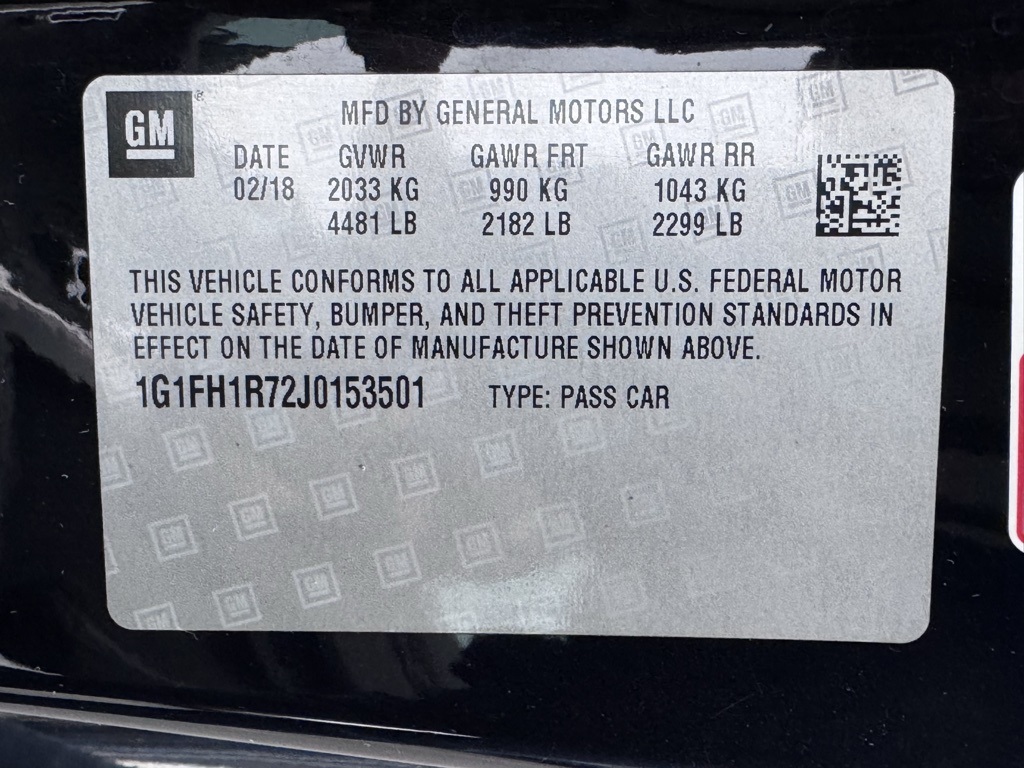 GM
MFD BY GENERAL MOTORS LLC
DATE GVWR GAWR FRT GAWR RR
02/18 2033 KG 990 KG 1043 KG
4481 LB 2182 LB 2299 LB
THIS VEHICLE CONFORMS TO ALL APPLICABLE U.S. FEDERAL MOTOR
VEHICLE SAFETY, BUMPER, AND THEFT PREVENTION STANDARDS IN
EFFECT ON THE DATE OF MANUFACTURE SHOWN ABOVE.
1G1FH1R72J0153501 TYPE: PASS CAR